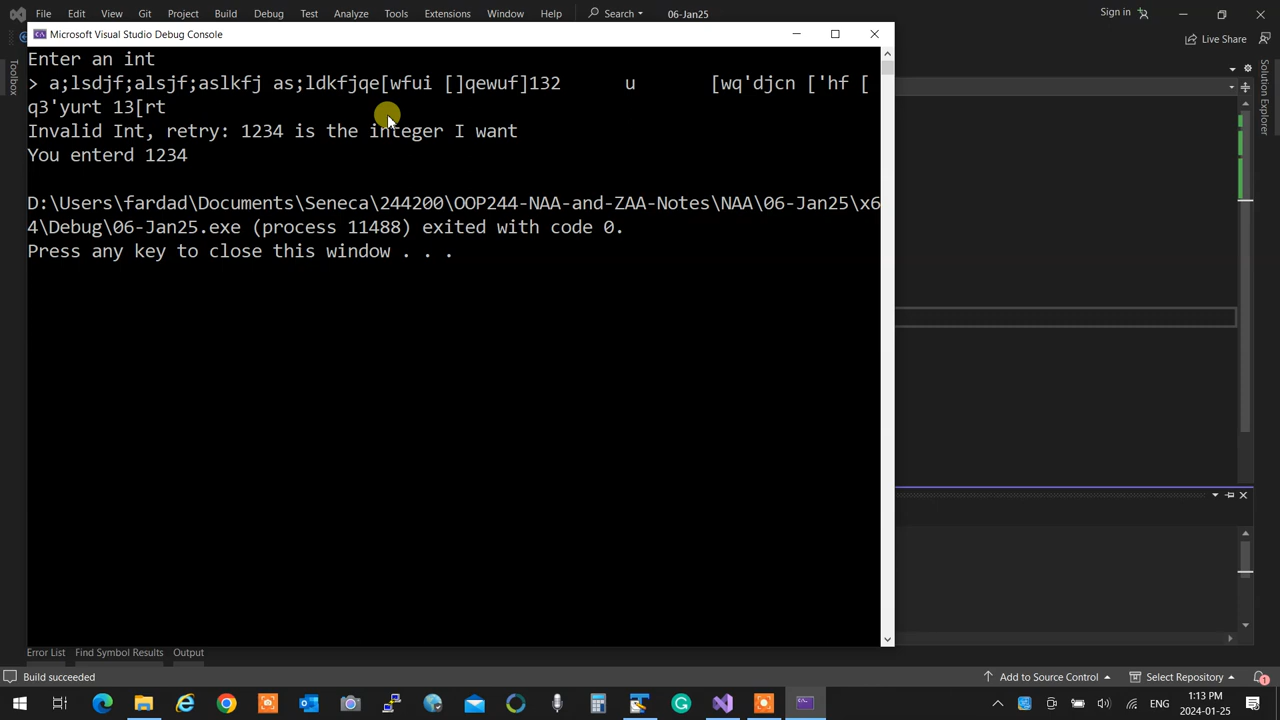 File Edit View Git Project Build Debug Test Analyze Tools Extensions Window Help Search 06-Jan25 Sign in
Microsoft Visual Studio Debug Console
Live Share
Toolbox
Solution Explorer
Enter an int
> a;lsdjf;alsjf;aslkfj as;ldkfjqe[wfui []qewuf]132 u [wq'djcn ['hf [
q3'yurt 13[rt
Invalid Int, retry: 1234 is the integer I want
You enterd 1234
D:\Users\fardad\Documents\Seneca\244200\OOP244-NAA-and-ZAA-Notes\NAA\06-Jan25\x6
4\Debug\06-Jan25.exe (process 11488) exited with code 0.
Press any key to close this window . . .
Error List Find Symbol Results Output
Build succeeded
Add to Source Control Select Repository 1
ENG
1:13 PM
2024-01-25